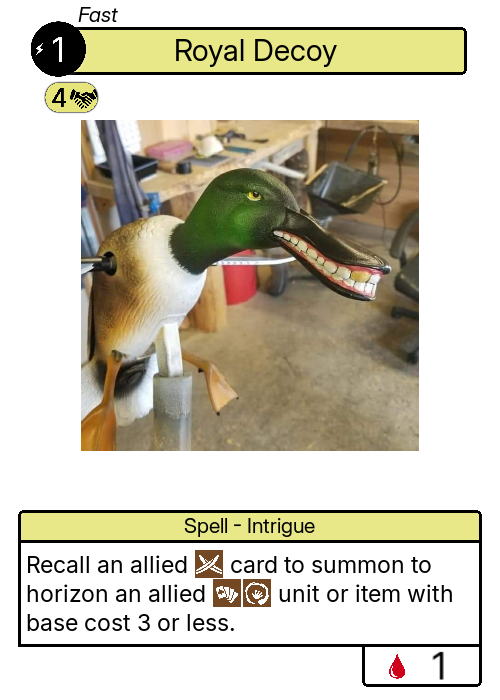 Fast
1
Royal Decoy
4
Spell - Intrigue
Recall an allied card to summon to
horizon an allied unit or item with
base cost 3 or less.
1